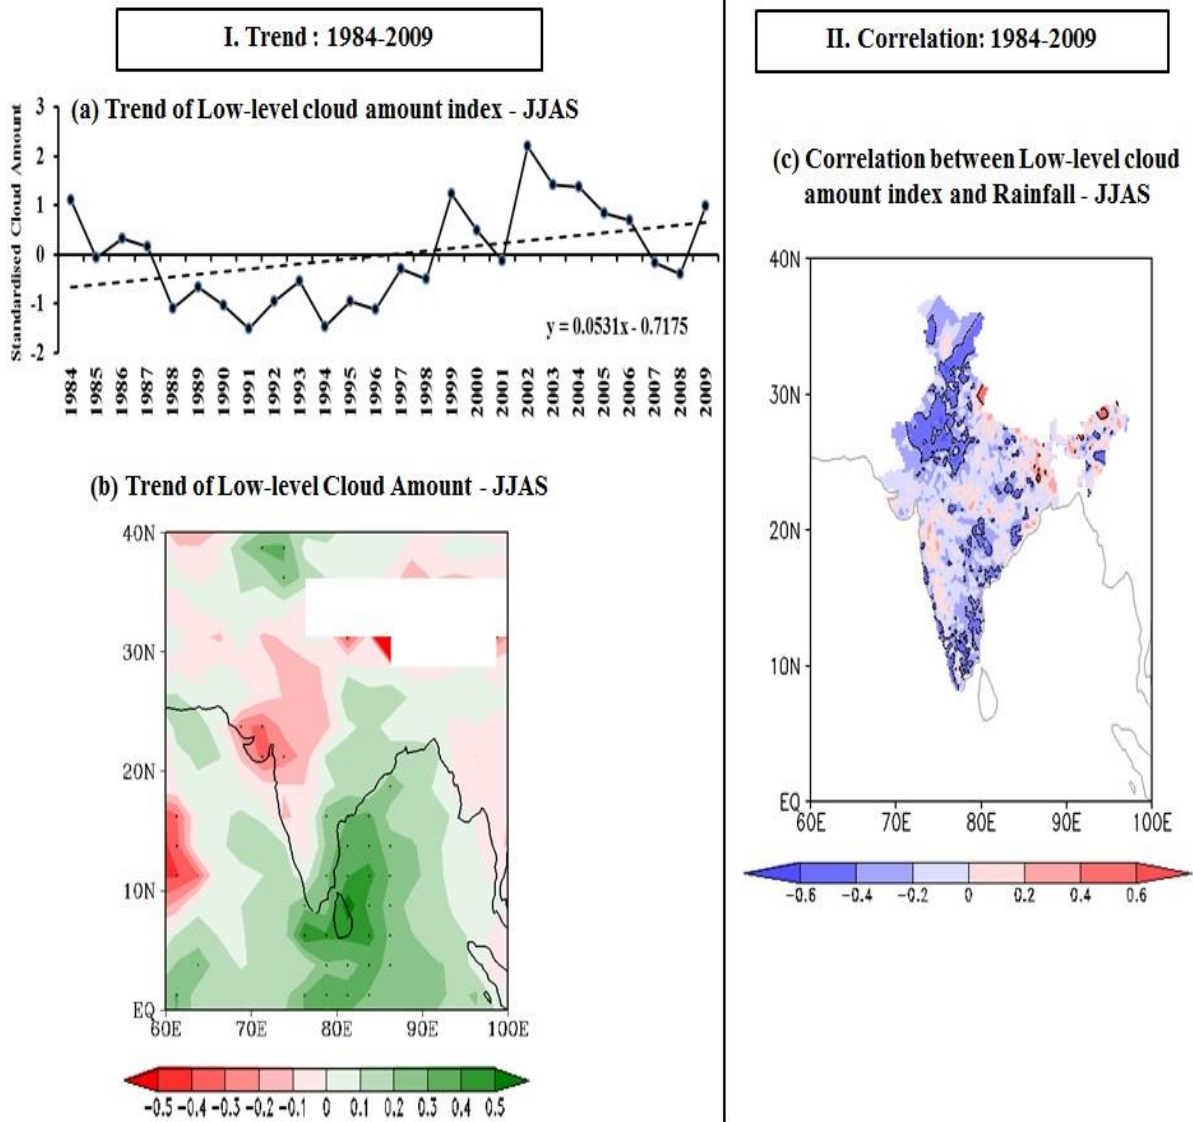 I. Trend : 1984-2009
(a) Trend of Low-level cloud amount index - JJAS
Standardised Cloud Amount
3
2
1
0
-1
-2
y = 0.0531x - 0.7175
1984 1985 1986 1987 1988 1989 1990 1991 1992 1993 1994 1995 1996 1997 1998 1999 2000 2001 2002 2003 2004 2005 2006 2007 2008 2009
(b) Trend of Low-level Cloud Amount - JJAS
40N
30N
20N
10N
EQ
60E 70E 80E 90E 100E
-0.5 -0.4 -0.3 -0.2 -0.1 0 0.1 0.2 0.3 0.4 0.5
II. Correlation: 1984-2009
(c) Correlation between Low-level cloud
amount index and Rainfall - JJAS
40N
30N
20N
10N
EQ
60E 70E 80E 90E 100E
-0.6 -0.4 -0.2 0 0.2 0.4 0.6